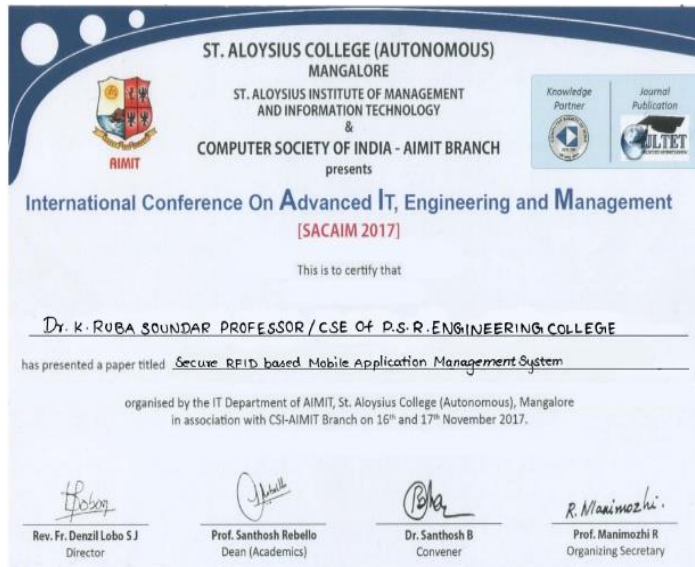 ST. ALOYSIUS COLLEGE (AUTONOMOUS)
MANGALORE
ST. ALOYSIUS INSTITUTE OF MANAGEMENT
AND INFORMATION TECHNOLOGY
&
COMPUTER SOCIETY OF INDIA - AIMIT BRANCH
presents
AIMIT
Knowledge
Partner
Journal
Publication
IJLTET
International Conference On Advanced IT, Engineering and Management
[SACAIM 2017]
This is to certify that
Dr. K. RUBA SOUNDAR PROFESSOR / CSE Of P.S.R. ENGINEERING COLLEGE
has presented a paper titled Secure RFID based Mobile Application Management System
organised by the IT Department of AIMIT, St. Aloysius College (Autonomous), Mangalore
in association with CSI-AIMIT Branch on 16th and 17th November 2017.
R. Manimozhi.
Rev. Fr. Denzil Lobo S J
Director
Prof. Santhosh Rebello
Dean (Academics)
Dr. Santhosh B
Convener
Prof. Manimozhi R
Organizing Secretary